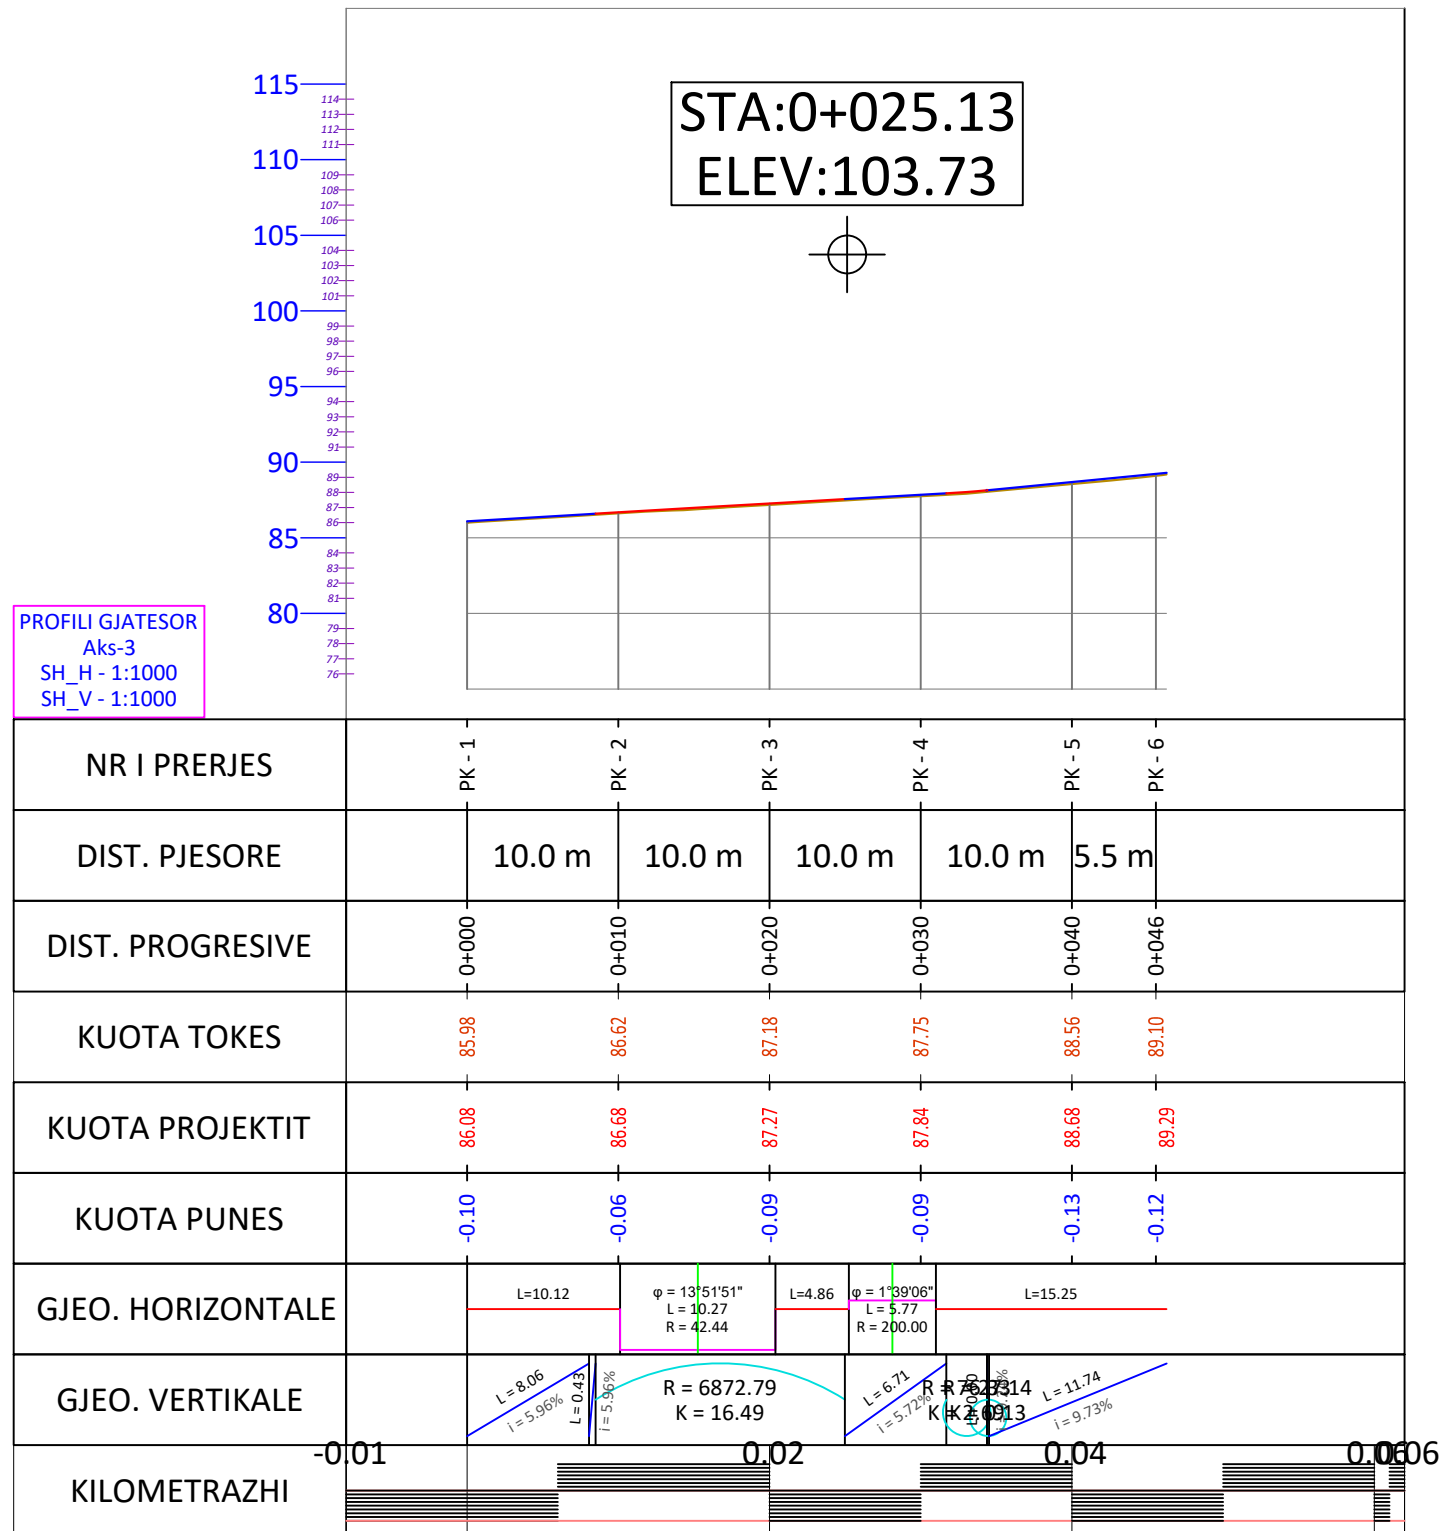 STA:0+025.13
ELEV:103.73
115
114
113
112
111
110
109
108
107
106
105
104
103
102
101
100
99
98
97
96
95
94
93
92
91
90
89
88
87
86
85
84
83
82
81
80
79
78
77
76
PROFILI GJATESOR
Aks-3
SH_H - 1:1000
SH_V - 1:1000
NR I PRERJES
PK - 1
PK - 2
PK - 3
PK - 4
PK - 5
PK - 6
DIST. PJESORE
10.0 m
10.0 m
10.0 m
10.0 m
5.5 m
DIST. PROGRESIVE
0+000
0+010
0+020
0+030
0+040
0+046
KUOTA TOKES
85.98
86.62
87.18
87.75
88.56
89.10
KUOTA PROJEKTIT
86.08
86.68
87.27
87.84
88.68
89.29
KUOTA PUNES
-0.10
-0.06
-0.09
-0.09
-0.13
-0.12
GJEO. HORIZONTALE
L=10.12
φ = 13°51'51"
L = 10.27
R = 42.44
L=4.86
φ = 1°39'06"
L = 5.77
R = 200.00
L=15.25
GJEO. VERTIKALE
L = 8.06
i = 5.96%
L = 0.43
i = 5.96%
R = 6872.79
K = 16.49
L = 6.71
i = 5.72%
L = 11.74
i = 9.73%
KILOMETRAZHI
-0.01
0.02
0.04
0.06